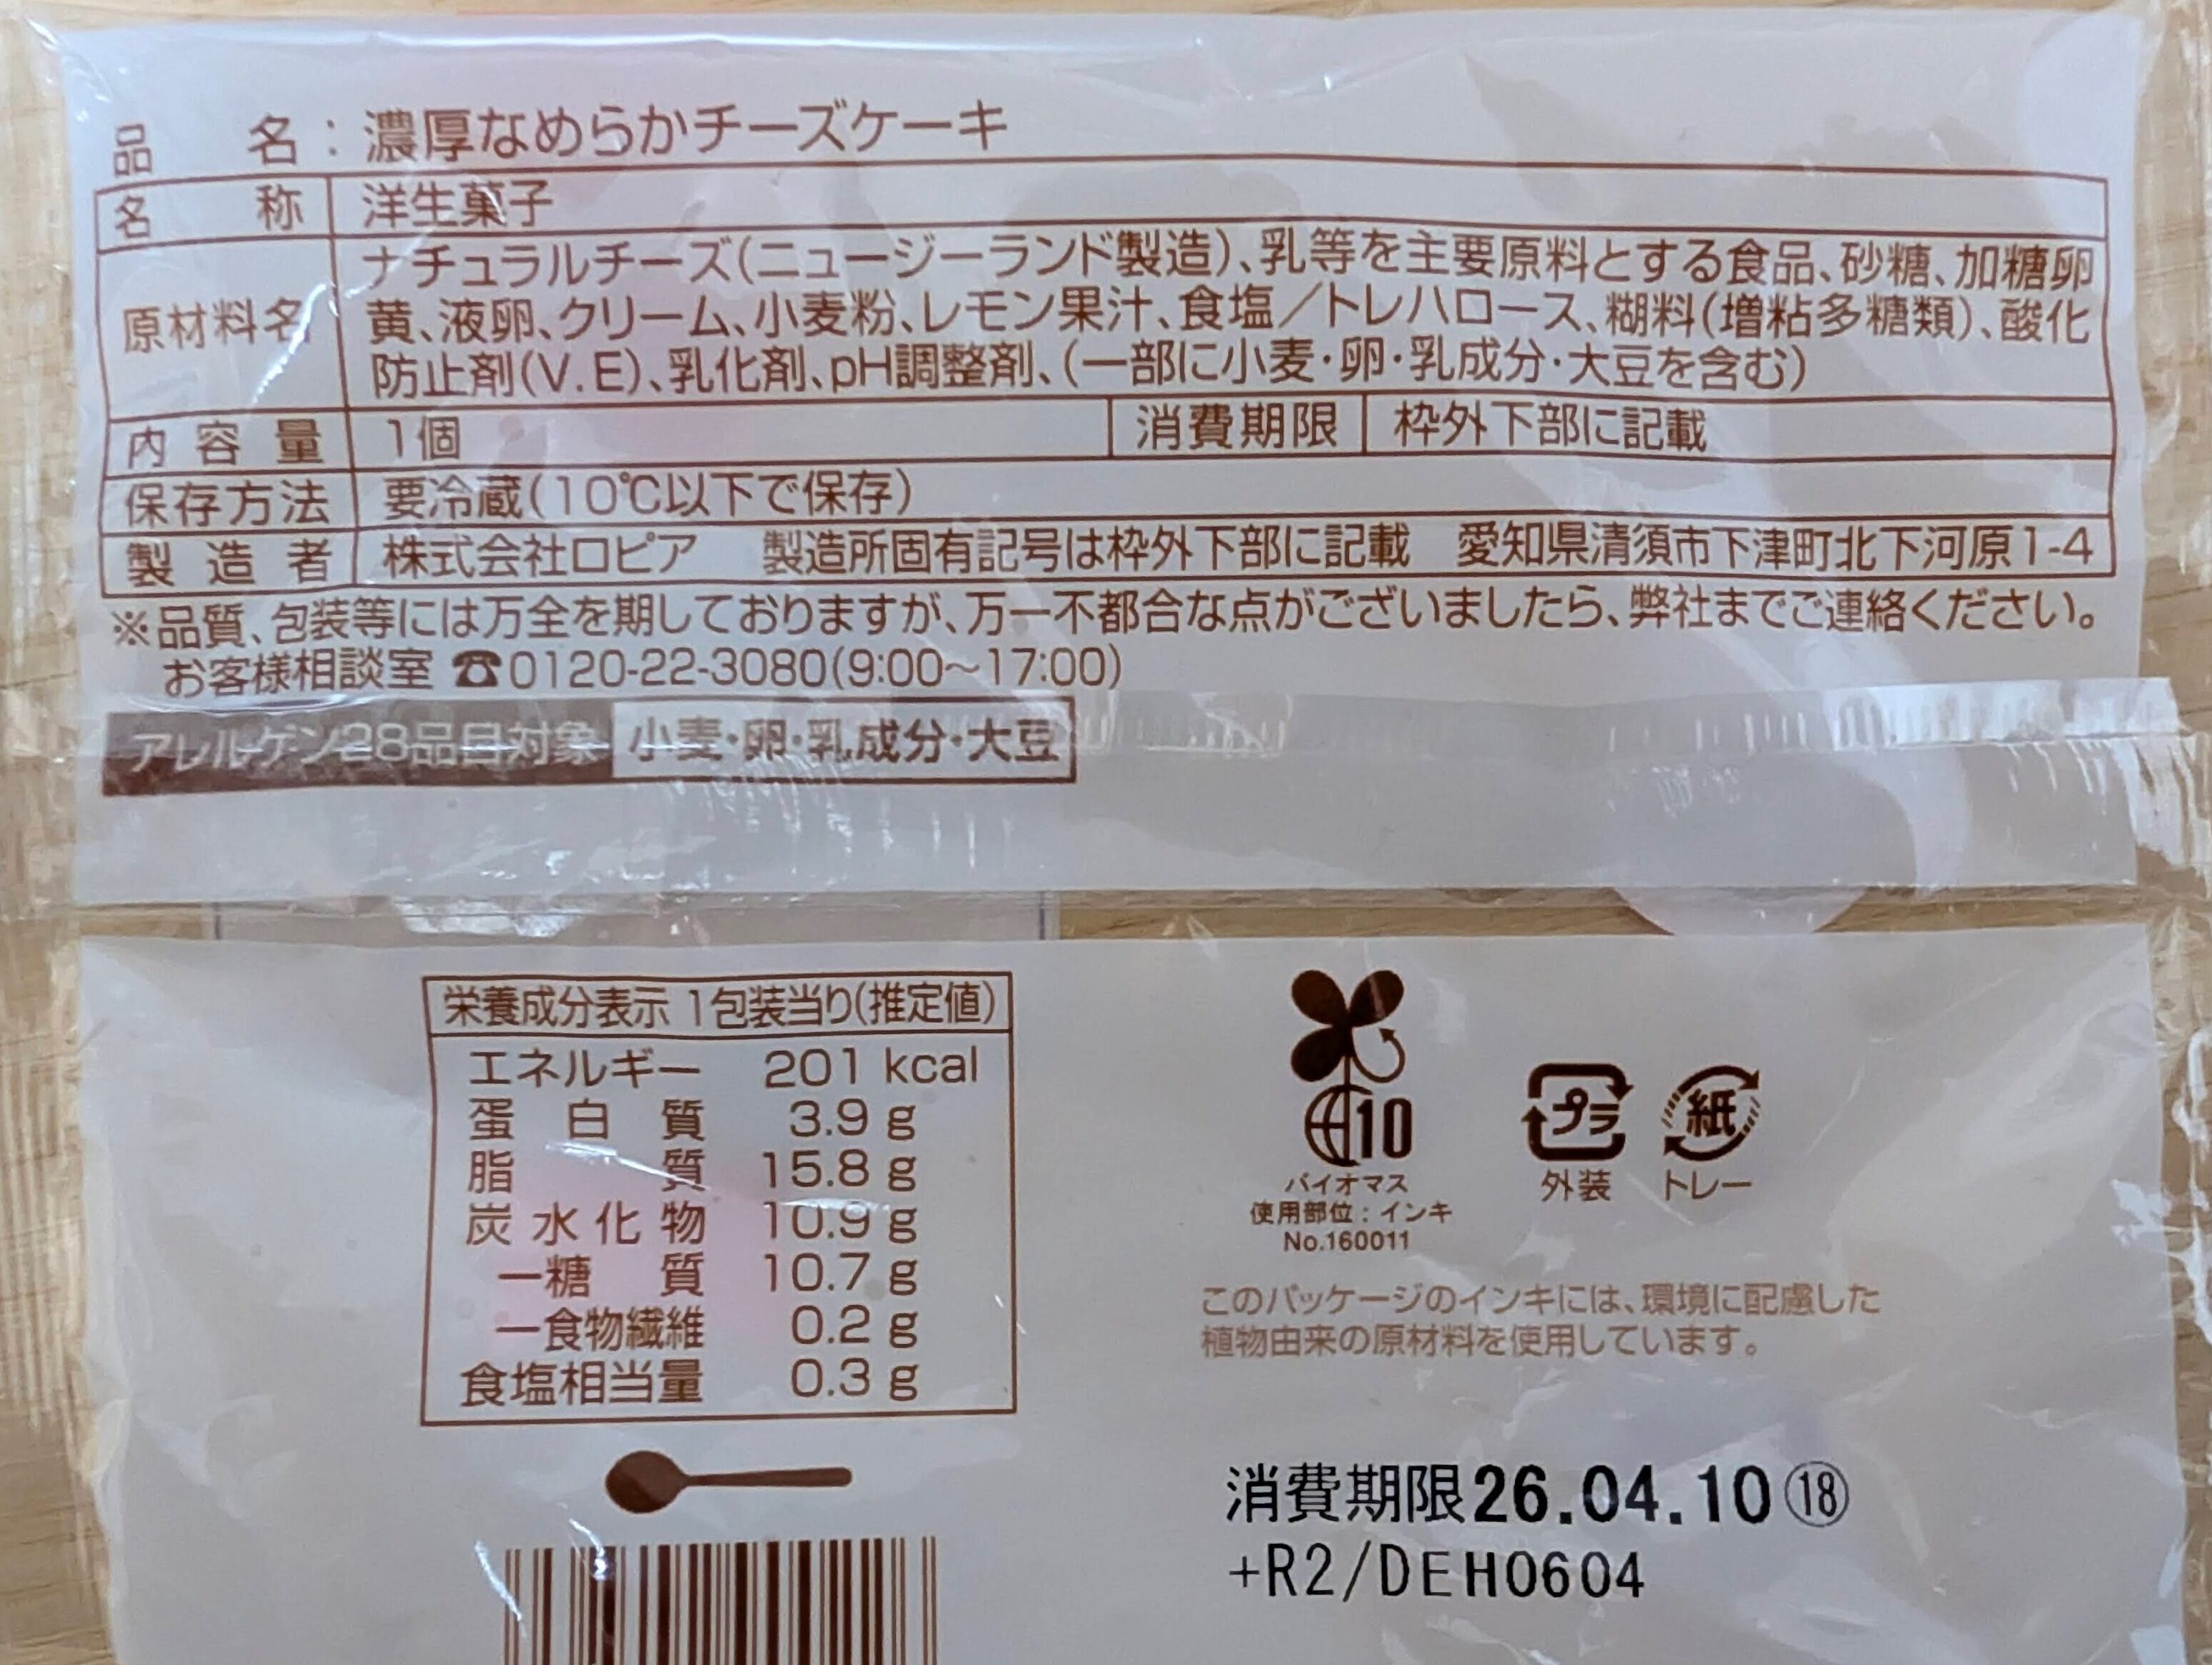 品名：濃厚なめらかチーズケーキ
名称 洋生菓子
原材料名 ナチュラルチーズ(ニュージーランド製造)、乳等を主要原料とする食品、砂糖、加糖卵
黄、液卵、クリーム、小麦粉、レモン果汁、食塩／トレハロース、糊料(増粘多糖類)、酸化
防止剤(V.E)、乳化剤、pH調整剤、(一部に小麦・卵・乳成分・大豆を含む)
内容量 1個 消費期限 枠外下部に記載
保存方法 要冷蔵(10℃以下で保存)
製造者 株式会社ロピア 製造所固有記号は枠外下部に記載 愛知県清須市下津町北下河原1-4
※品質、包装等には万全を期しておりますが、万一不都合な点がございましたら、弊社までご連絡ください。
お客様相談室 ☎0120-22-3080(9:00〜17:00)
アレルゲン28品目対象 小麦・卵・乳成分・大豆
栄養成分表示 1包装当り(推定値)
エネルギー 201 kcal
蛋白質 3.9 g
脂質 15.8 g
炭水化物 10.9 g
ー糖質 10.7 g
ー食物繊維 0.2 g
食塩相当量 0.3 g
10
バイオマス
使用部位：インキ
No.160011
プラ
外装
紙
トレー
このパッケージのインキには、環境に配慮した
植物由来の原材料を使用しています。
消費期限26.04.10⑱
+R2/DEH0604